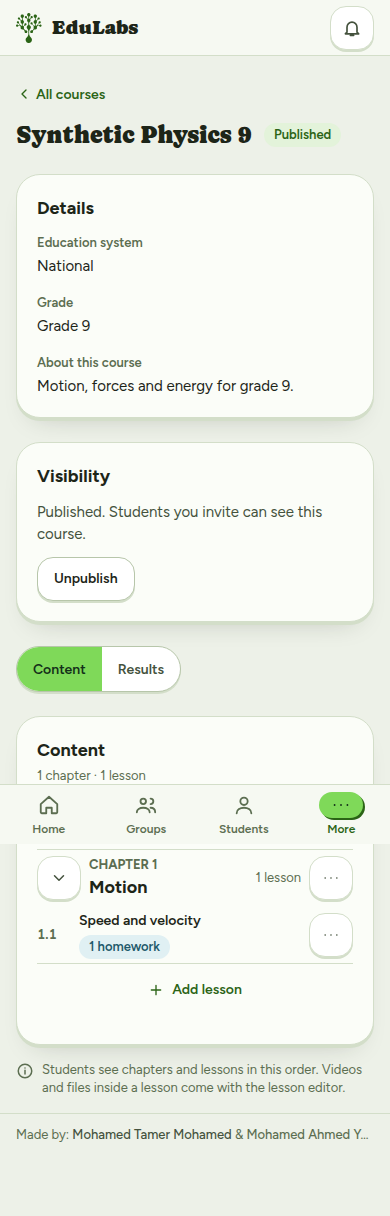 EduLabs
All courses
Synthetic Physics 9
Published
Details
Education system
National
Grade
Grade 9
About this course
Motion, forces and energy for grade 9.
Visibility
Published. Students you invite can see this
course.
Unpublish
Content Results
Content
1 chapter · 1 lesson
Home Groups Students More
CHAPTER 1
Motion
1 lesson
1.1
Speed and velocity
1 homework
Add lesson
Students see chapters and lessons in this order. Videos
and files inside a lesson come with the lesson editor.
Made by: Mohamed Tamer Mohamed & Mohamed Ahmed Y...